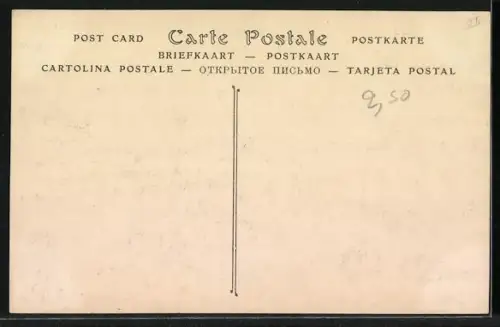 POST CARD Carte Postale POSTKARTE
BRIEFKAART — POSTKAART
CARTOLINA POSTALE — ОТКРЫТОЕ ПИСЬМО — TARJETA POSTAL
2,50